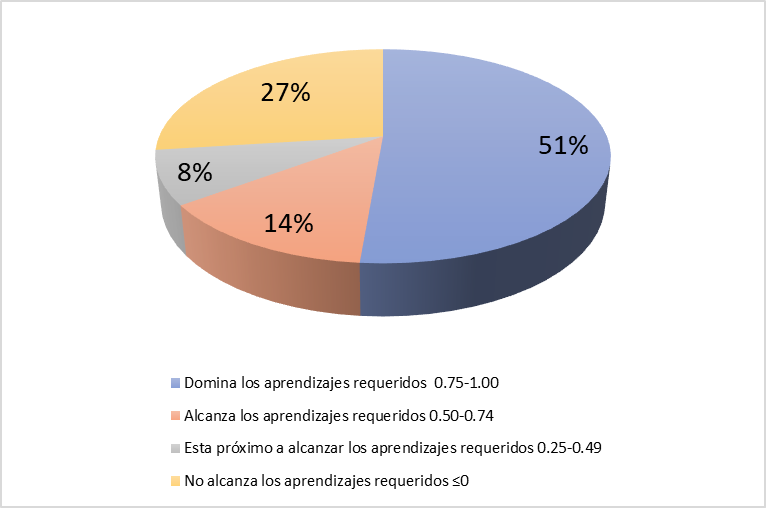 27%
51%
8%
14%
Domina los aprendizajes requeridos  0.75-1.00
Alcanza los aprendizajes requeridos 0.50-0.74
Esta próximo a alcanzar los aprendizajes requeridos 0.25-0.49
No alcanza los aprendizajes requeridos ≤0